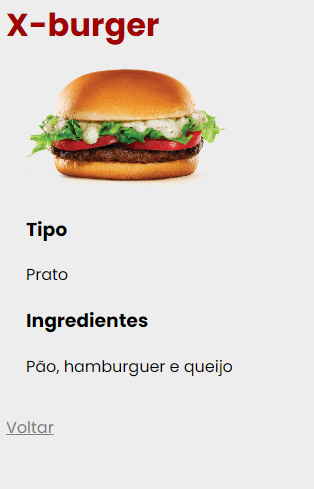 X-burger
Tipo
Prato
Ingredientes
Pão, hamburguer e queijo
Voltar